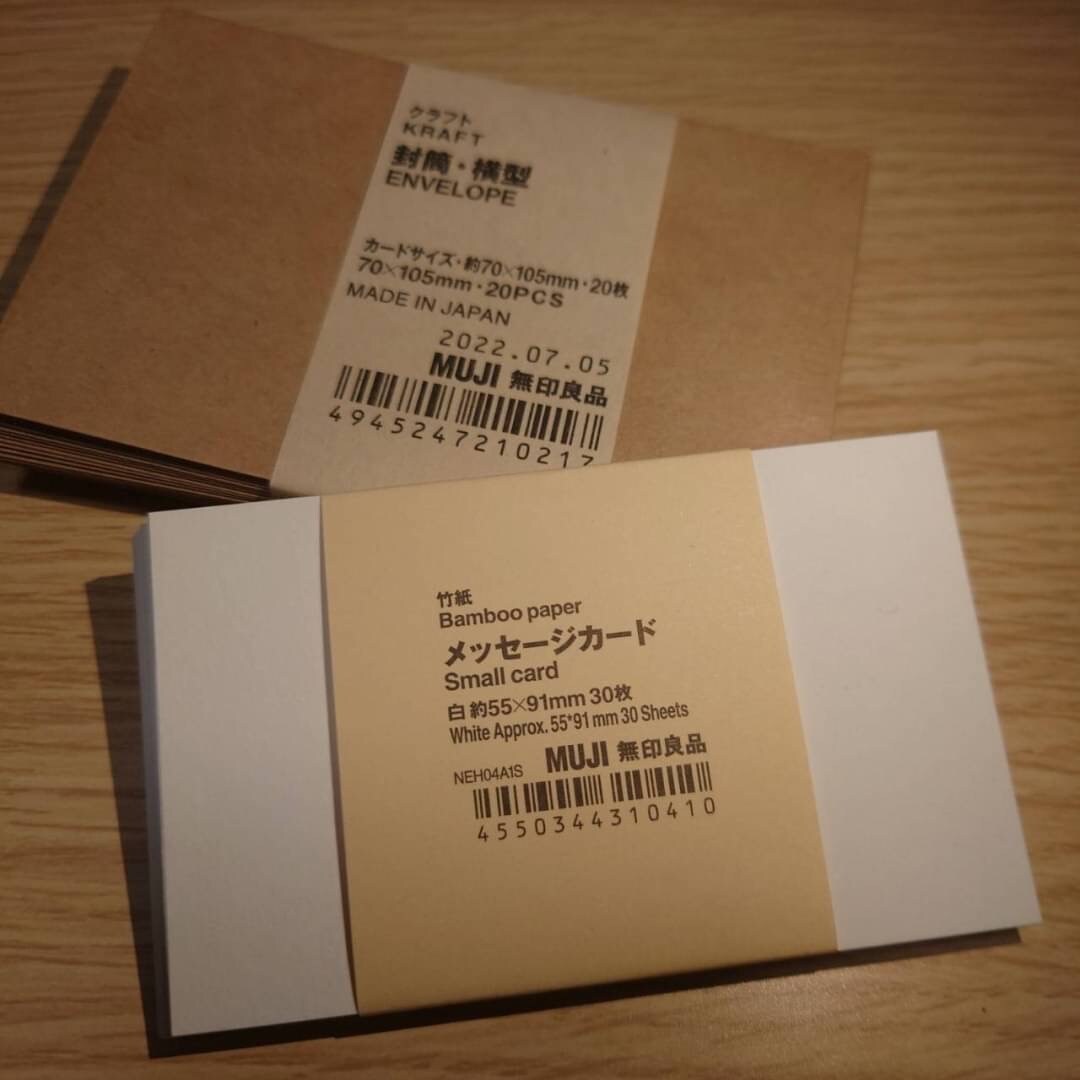 クラフト
KRAFT
封筒・横型
ENVELOPE
カードサイズ・約70×105mm・20枚
70×105mm・20PCS
MADE IN JAPAN
2022.07.05
MUJI 無印良品
4945247210217
竹紙
Bamboo paper
メッセージカード
Small card
白 約55×91mm 30枚
White Approx. 55*91 mm 30 Sheets
NEH04A1S MUJI 無印良品
4550344310410